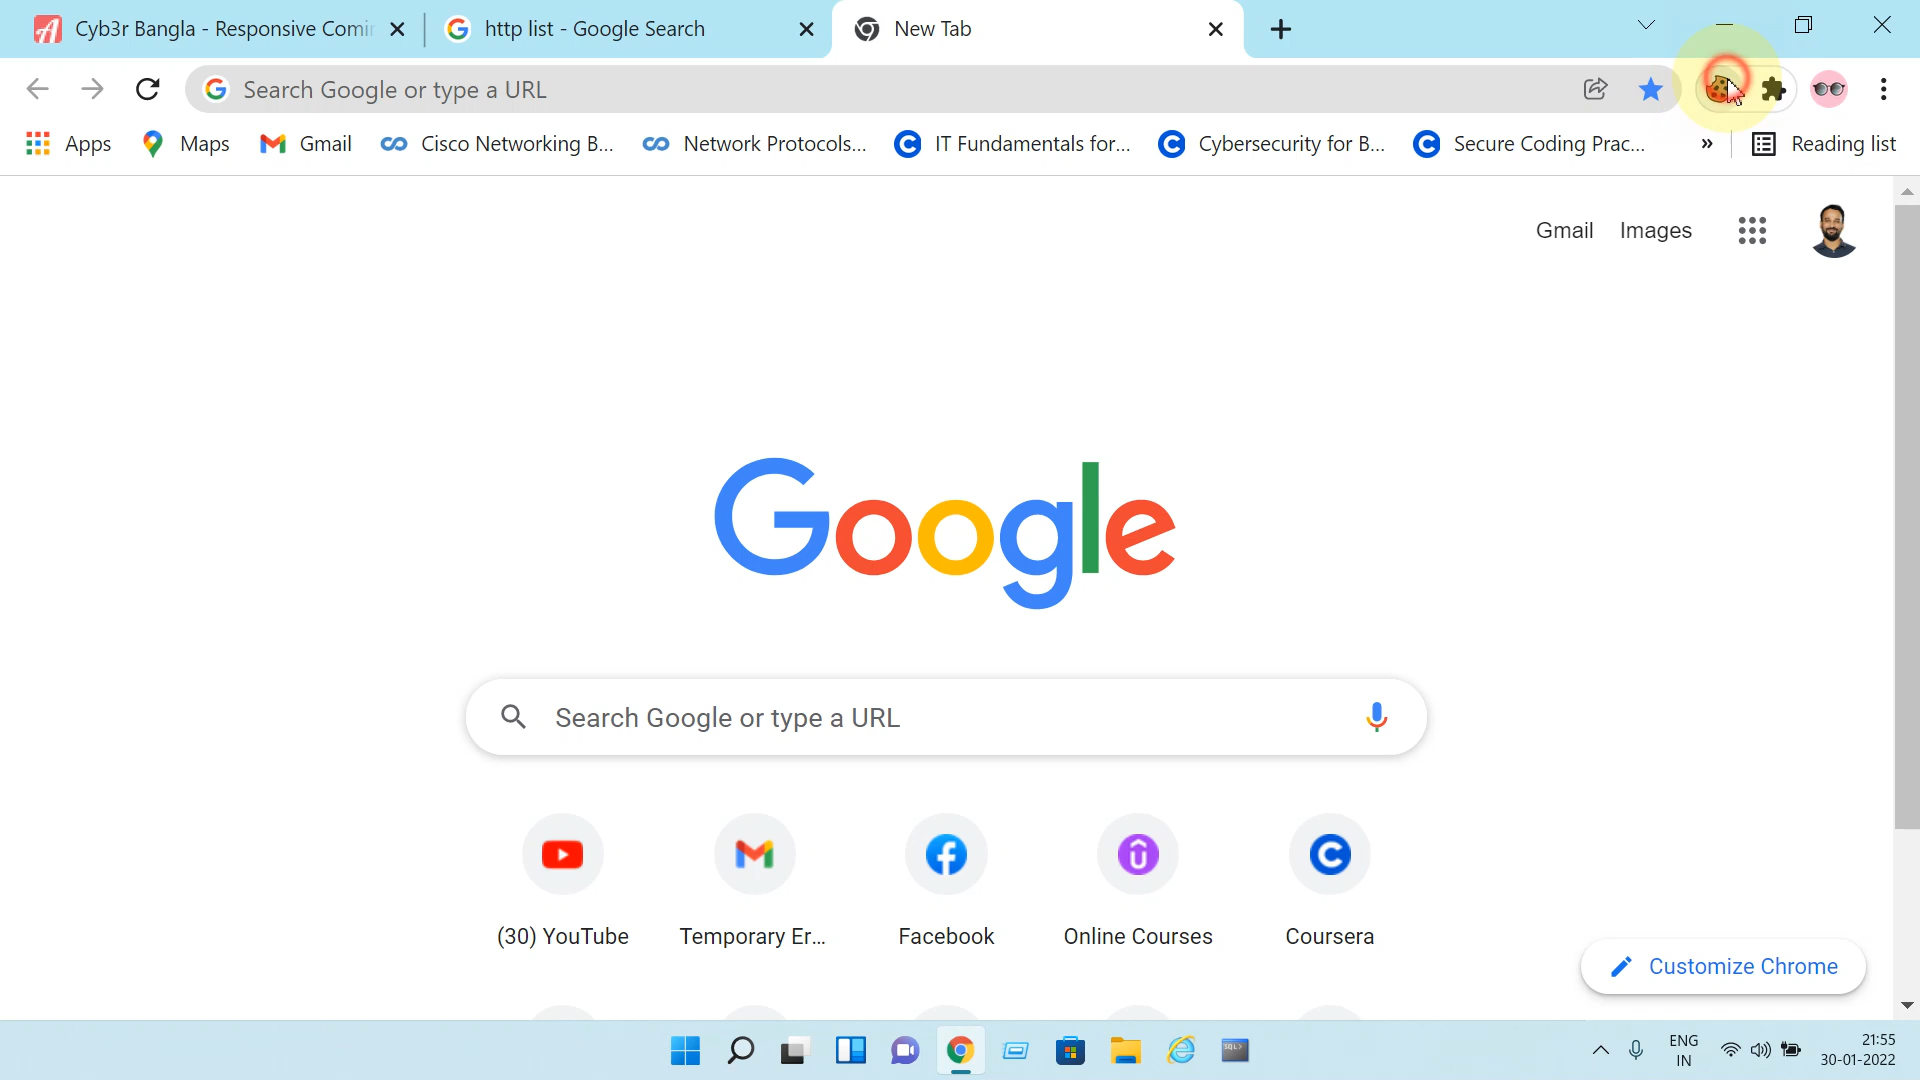 Cyb3r Bangla - Responsive Comi
http list - Google Search
New Tab
Search Google or type a URL
Apps
Maps
Gmail
Cisco Networking B...
Network Protocols...
IT Fundamentals for...
Cybersecurity for B...
Secure Coding Prac...
»
Reading list
Gmail
Images
Google
Search Google or type a URL
(30) YouTube
Temporary Er...
Facebook
Online Courses
Coursera
Customize Chrome
ENG
IN
21:55
30-01-2022